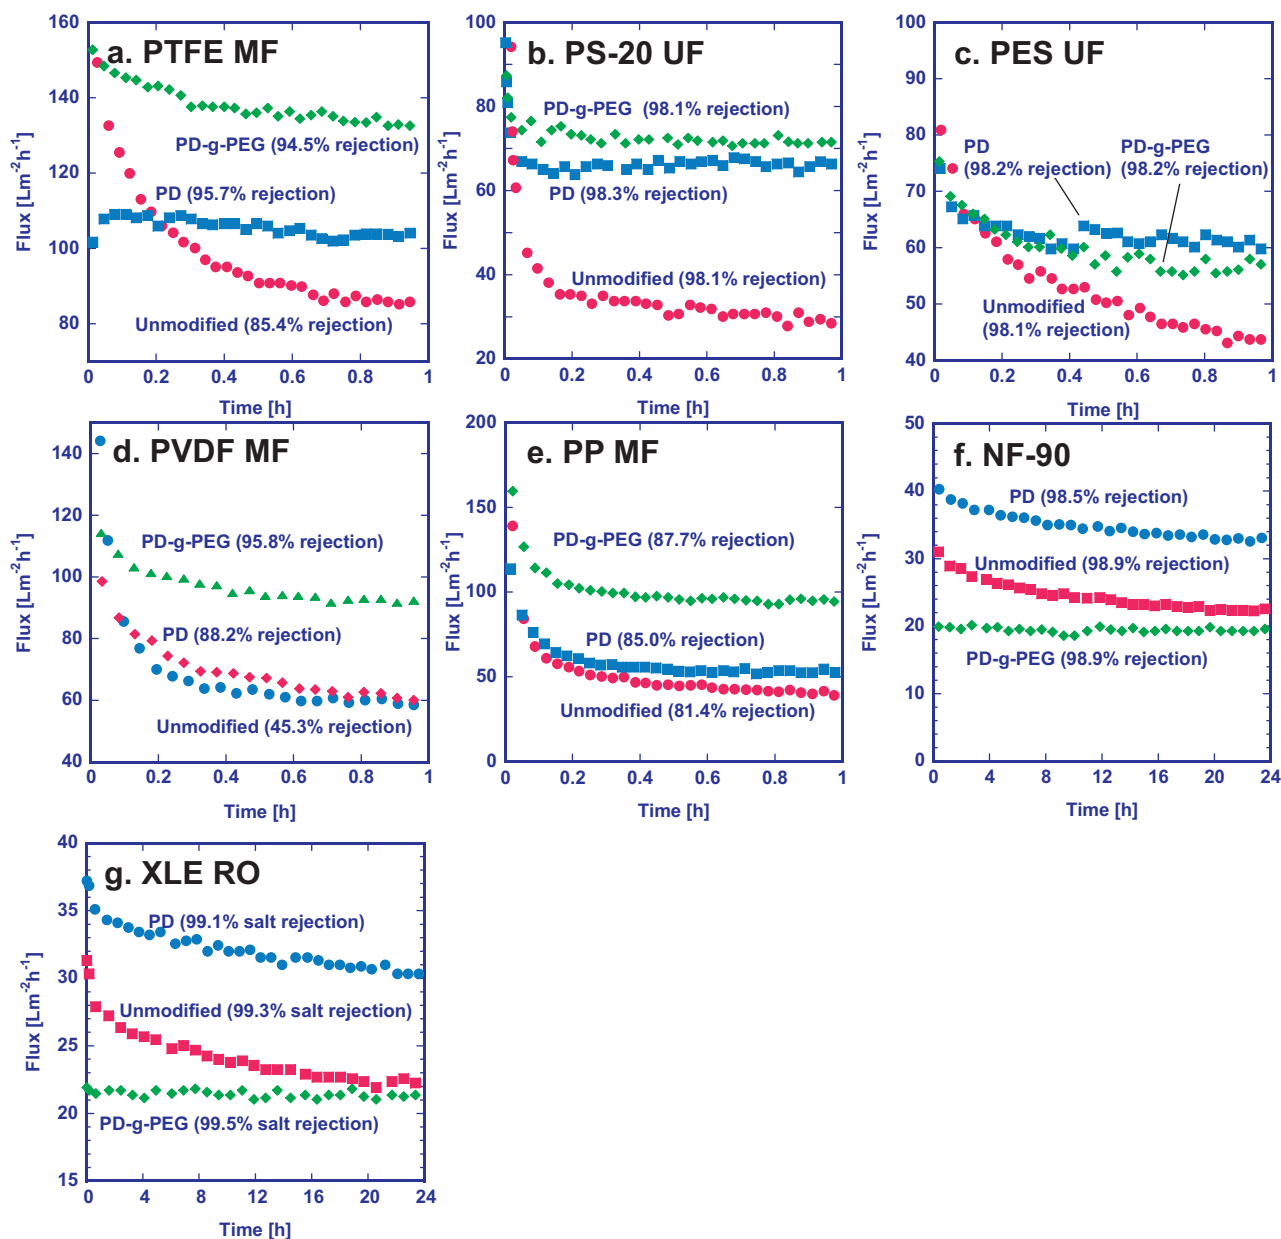 a. PTFE MF
160
140
120
100
80
Flux [Lm⁻²h⁻¹]
PD-g-PEG (94.5% rejection)
PD (95.7% rejection)
Unmodified (85.4% rejection)
0 0.2 0.4 0.6 0.8 1
Time [h]
b. PS-20 UF
100
80
60
40
20
Flux [Lm⁻²h⁻¹]
PD-g-PEG (98.1% rejection)
PD (98.3% rejection)
Unmodified (98.1% rejection)
0 0.2 0.4 0.6 0.8 1
Time [h]
c. PES UF
100
90
80
70
60
50
40
Flux [Lm⁻²h⁻¹]
PD
(98.2% rejection)
PD-g-PEG
(98.2% rejection)
Unmodified
(98.1% rejection)
0 0.2 0.4 0.6 0.8 1
Time [h]
d. PVDF MF
140
120
100
80
60
40
Flux [Lm⁻²h⁻¹]
PD-g-PEG (95.8% rejection)
PD (88.2% rejection)
Unmodified (45.3% rejection)
0 0.2 0.4 0.6 0.8 1
Time [h]
e. PP MF
200
150
100
50
0
Flux [Lm⁻²h⁻¹]
PD-g-PEG (87.7% rejection)
PD (85.0% rejection)
Unmodified (81.4% rejection)
0 0.2 0.4 0.6 0.8 1
Time [h]
f. NF-90
50
40
30
20
10
0
Flux [Lm⁻²h⁻¹]
PD (98.5% rejection)
Unmodified (98.9% rejection)
PD-g-PEG (98.9% rejection)
0 4 8 12 16 20 24
Time [h]
g. XLE RO
40
35
30
25
20
15
Flux [Lm⁻²h⁻¹]
PD (99.1% salt rejection)
Unmodified (99.3% salt rejection)
PD-g-PEG (99.5% salt rejection)
0 4 8 12 16 20 24
Time [h]